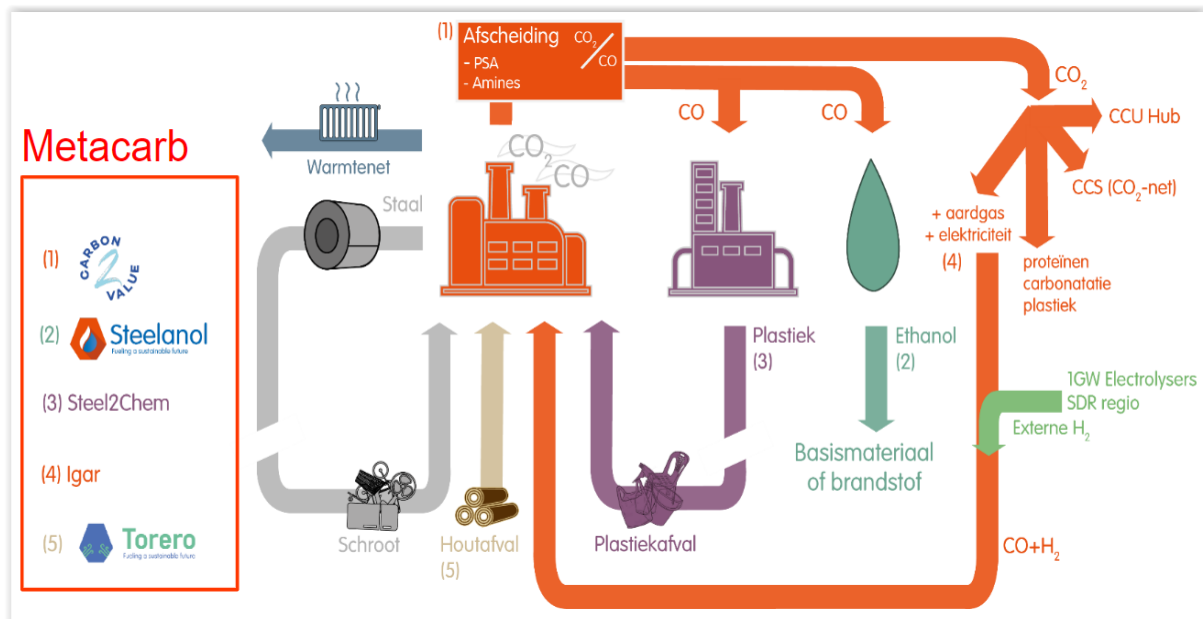 Metacarb
(1) CARBON 2 VALUE
(2) Steelanol
Fueling a sustainable future
(3) Steel2Chem
(4) Igar
(5) Torero
Fueling a sustainable future
(1) Afscheiding
- PSA
- Amines
CO₂/CO
Warmtenet
Staal
CO₂
CO
CO
CO
CO₂
CCU Hub
CCS (CO₂-net)
+ aardgas
+ elektriciteit
(4)
proteïnen
carbonatatie
plastiek
Plastiek
(3)
Ethanol
(2)
1GW Electrolysers
SDR regio
Externe H₂
Basismateriaal
of brandstof
Schroot
Houtafval
(5)
Plastiekafval
CO+H₂